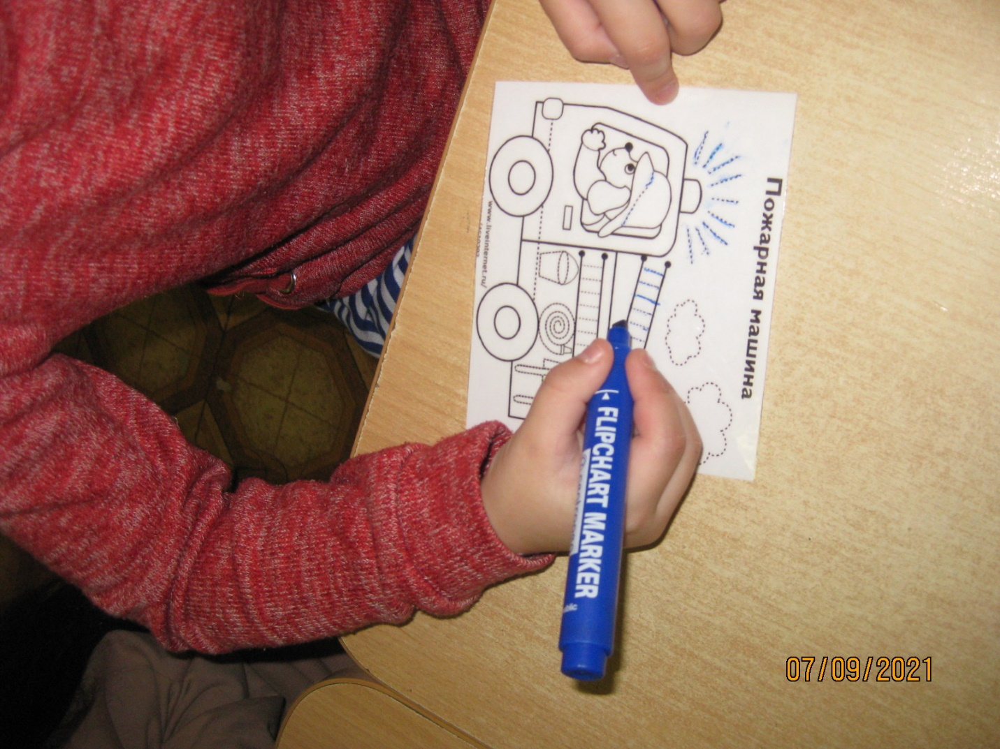 Пожарная машина
www.liveinternet.ru/
FLIPCHART MARKER
07/09/2021